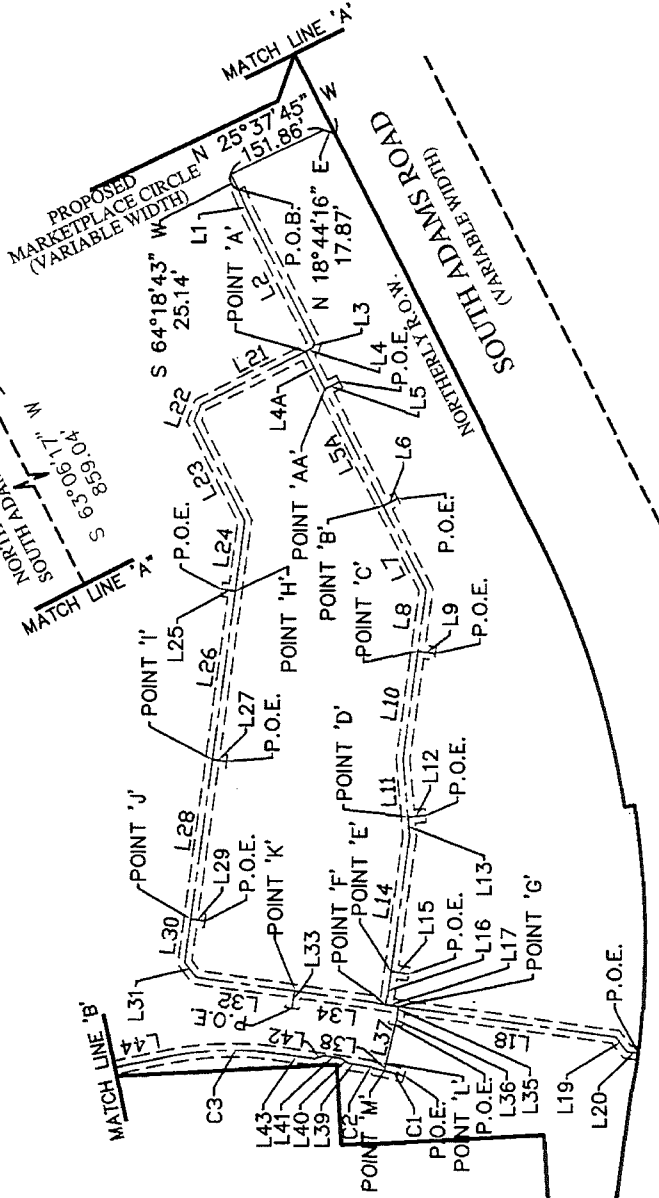 MATCH LINE 'A'
N 25°37'45" W
151.86'
PROPOSED
MARKETPLACE CIRCLE
(VARIABLE WIDTH)
S 64°18'43" W
25.14'
L1
L2
P.O.B.
N 18°44'16" E
17.87'
POINT 'A'
SOUTH ADAMS ROAD
(VARIABLE WIDTH)
NORTHERLY R.O.W.
L3
L4
P.O.E.
L5
L4A
L21
L22
L23
L5A
POINT 'AA'
S 63°06'17" W
859.04'
SOUTH ADA
MATCH LINE 'A'
L24
P.O.E.
L25
POINT 'H'
POINT 'B'
L6
P.O.E.
L7
POINT 'C'
L8
L9
P.O.E.
L26
POINT 'I'
L27
P.O.E.
L10
POINT 'D'
L11
L12
P.O.E.
L13
L28
POINT 'J'
L29
P.O.E.
POINT 'K'
L30
L31
L32
L33
P.O.E.
POINT 'E'
POINT 'F'
L14
L15
P.O.E.
L16
L17
POINT 'G'
L34
MATCH LINE 'B'
L44
C3
L42
L43
L41
L40
L39
L38
L37
C2
POINT 'M'
C1
P.O.E.
POINT 'L'
P.O.E.
L36
L35
L18
L19
L20
P.O.E.